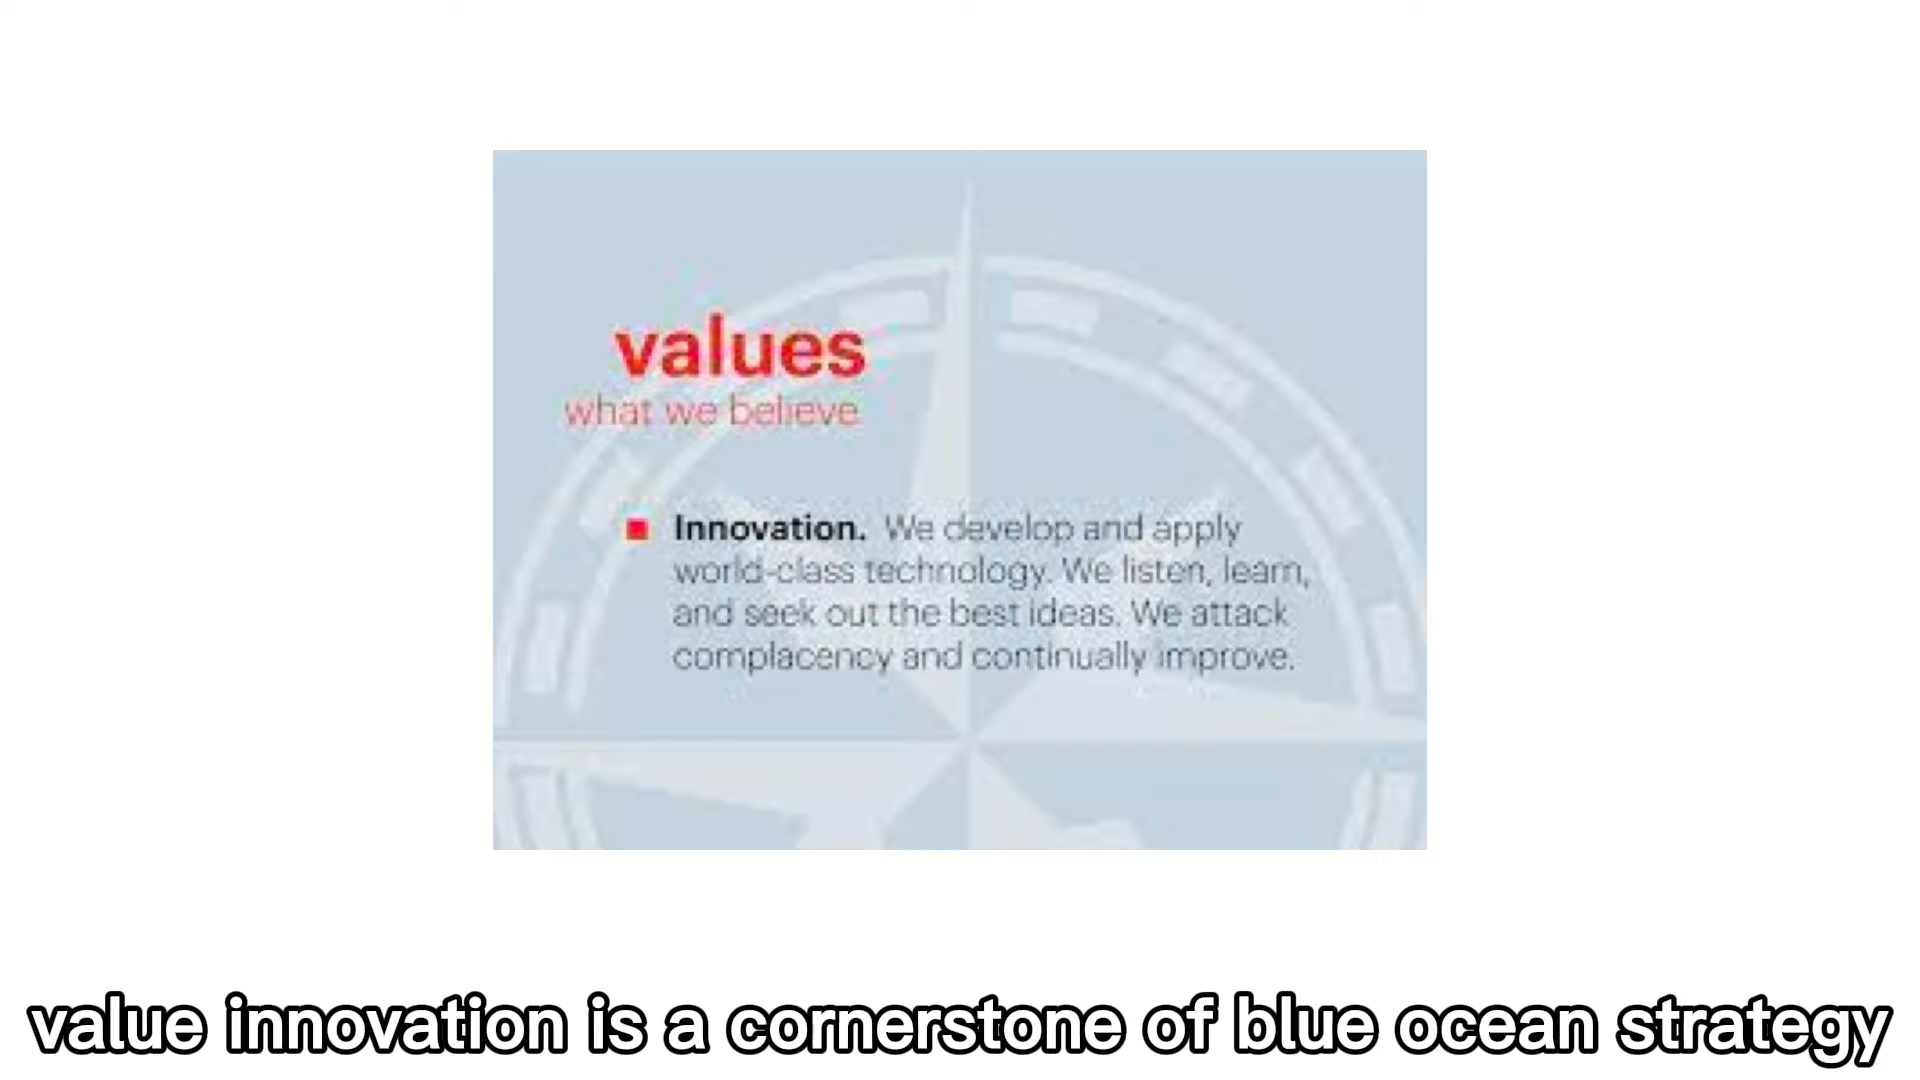 values
what we believe
Innovation. We develop and apply
world-class technology. We listen, learn,
and seek out the best ideas. We attack
complacency and continually improve.
value innovation is a cornerstone of blue ocean strategy